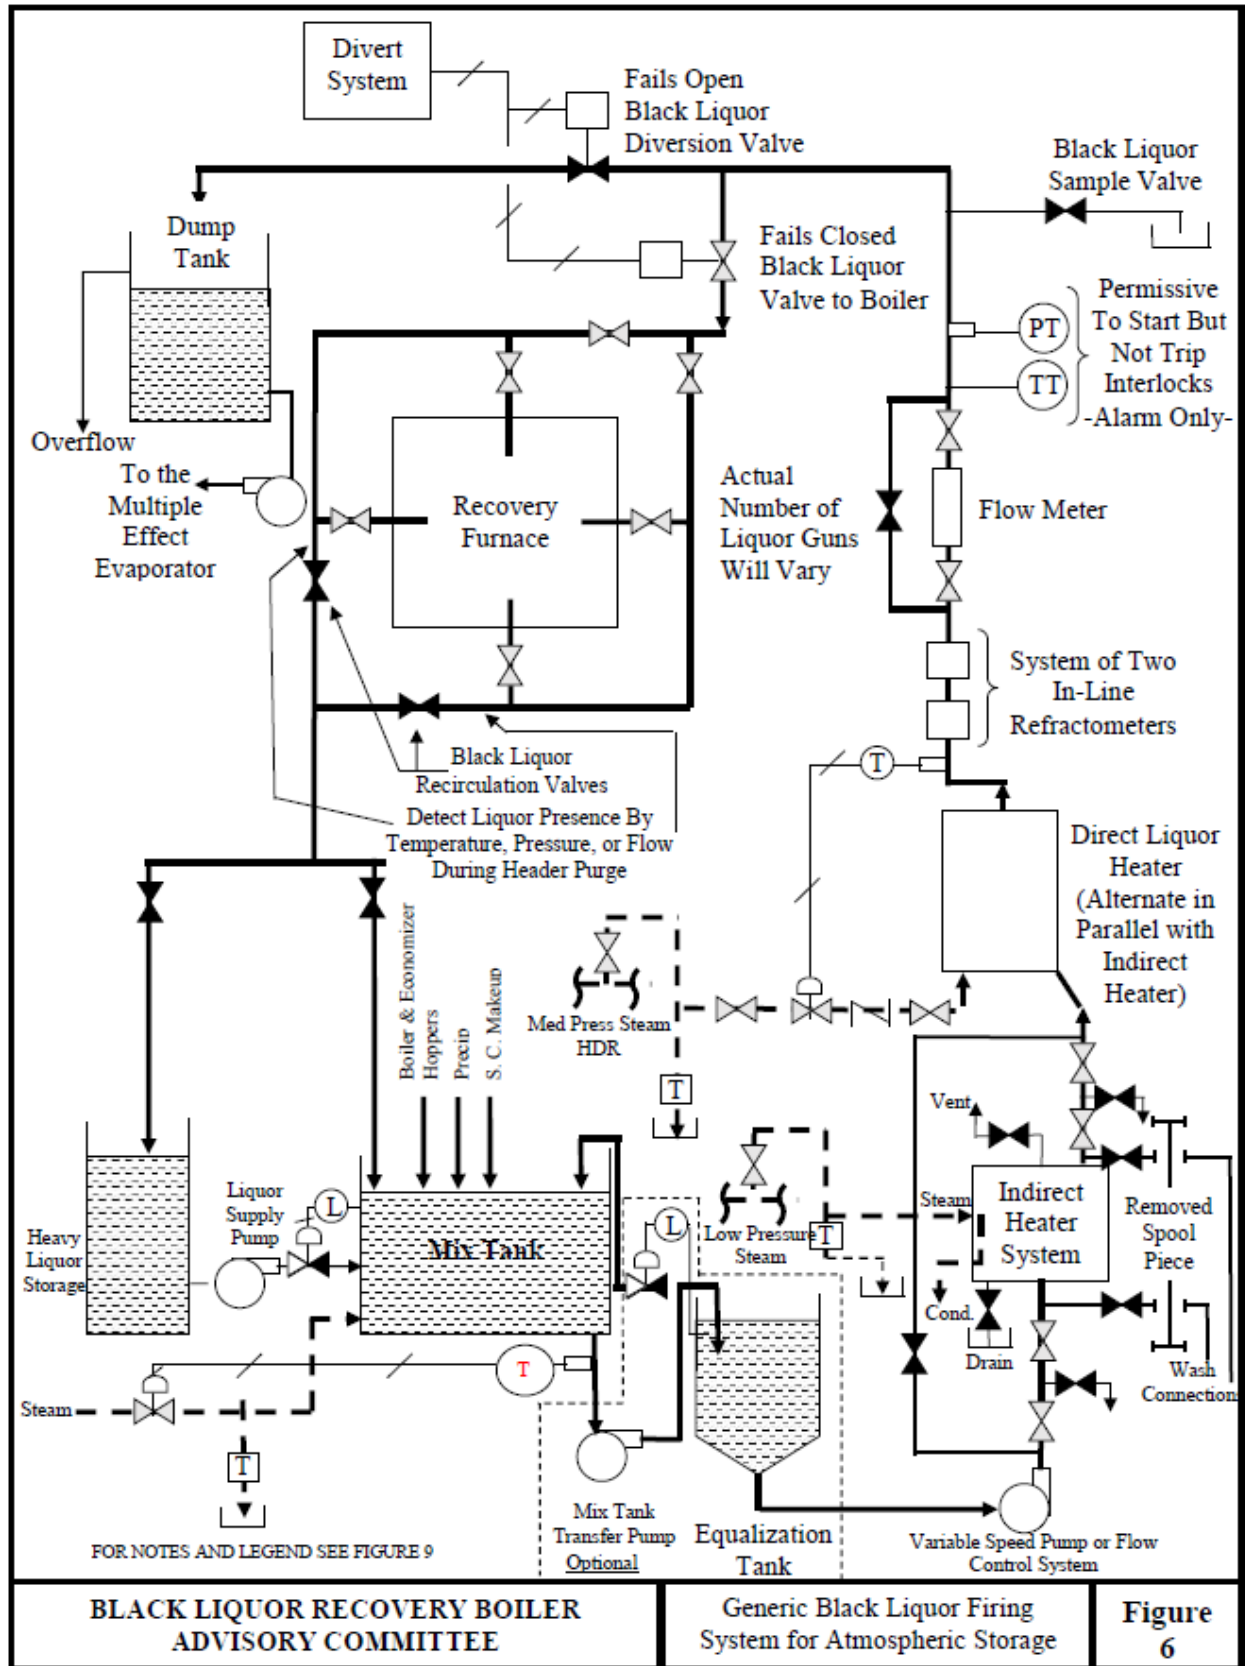 Divert
System
Fails Open
Black Liquor
Diversion Valve
Black Liquor
Sample Valve
Dump
Tank
Fails Closed
Black Liquor
Valve to Boiler
PT
TT
Permissive
To Start But
Not Trip
Interlocks
-Alarm Only-
Overflow
To the
Multiple
Effect
Evaporator
Recovery
Furnace
Actual
Number of
Liquor Guns
Will Vary
Flow Meter
System of Two
In-Line
Refractometers
T
Black Liquor
Recirculation Valves
Detect Liquor Presence By
Temperature, Pressure, or Flow
During Header Purge
Direct Liquor
Heater
(Alternate in
Parallel with
Indirect
Heater)
Boiler & Economizer
Hoppers
Precip
S. C. Makeup
Med Press Steam
HDR
T
Vent
Liquor
Supply
Pump
L
Heavy
Liquor
Storage
Mix Tank
L
Low Pressure
Steam
T
Steam
Indirect
Heater
System
Removed
Spool
Piece
Cond.
Drain
Wash
Connections
T
Steam
T
Mix Tank
Transfer Pump
Optional
Equalization
Tank
Variable Speed Pump or Flow
Control System
FOR NOTES AND LEGEND SEE FIGURE 9
BLACK LIQUOR RECOVERY BOILER
ADVISORY COMMITTEE
Generic Black Liquor Firing
System for Atmospheric Storage
Figure
6